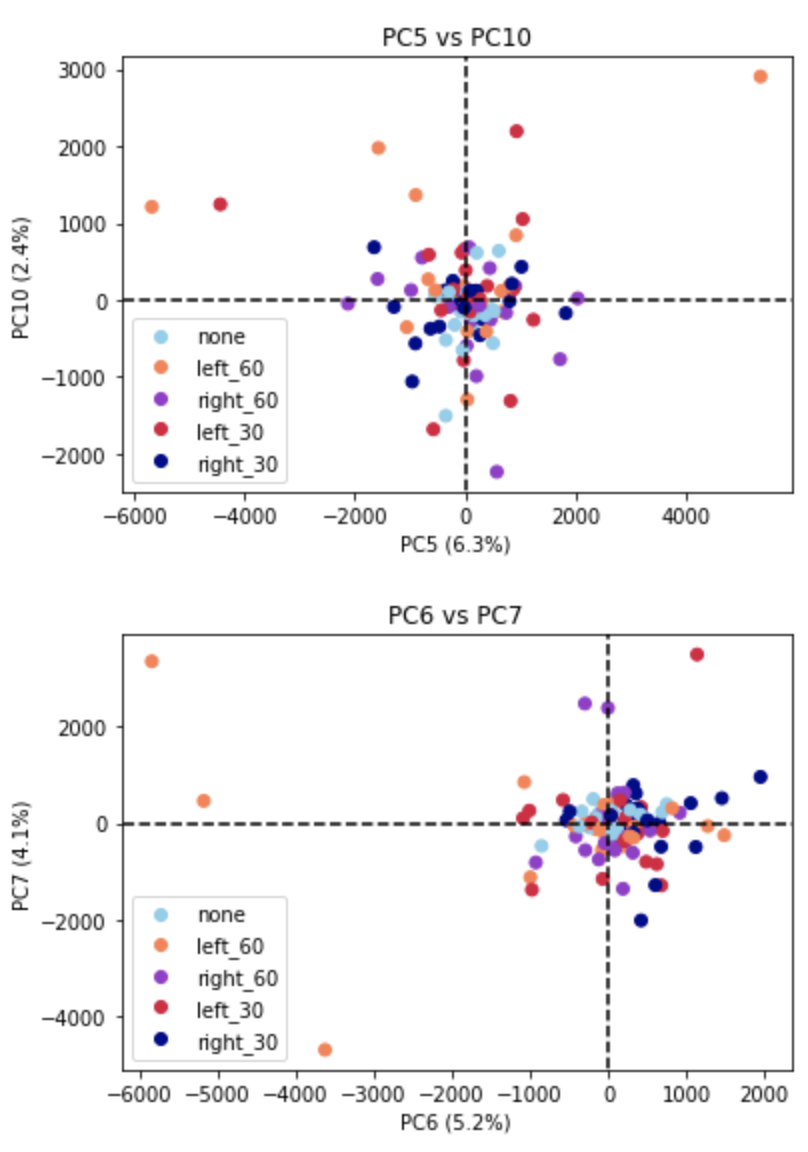 PC5 vs PC10
3000
2000
1000
0
−1000
−2000
PC10 (2.4%)
none
left_60
right_60
left_30
right_30
−6000 −4000 −2000 0 2000 4000
PC5 (6.3%)
PC6 vs PC7
2000
0
−2000
−4000
PC7 (4.1%)
none
left_60
right_60
left_30
right_30
−6000 −5000 −4000 −3000 −2000 −1000 0 1000 2000
PC6 (5.2%)